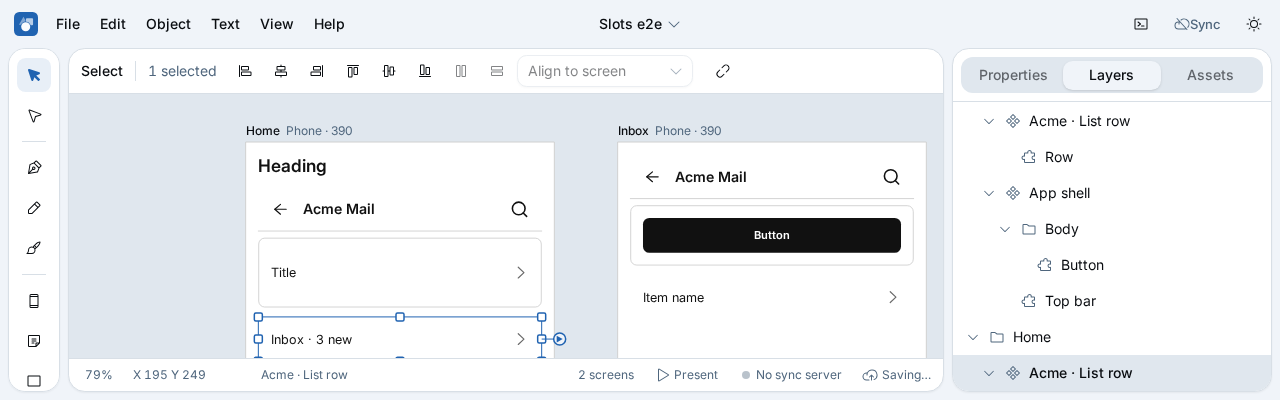 File Edit Object Text View Help Slots e2e Sync
Select 1 selected Align to screen
Properties Layers Assets
Home Phone · 390
Heading
Acme Mail
Title
Inbox · 3 new
Inbox Phone · 390
Acme Mail
Button
Item name
Acme · List row
Row
App shell
Body
Button
Top bar
Home
Acme · List row
79% X 195 Y 249 Acme · List row 2 screens Present No sync server Saving...